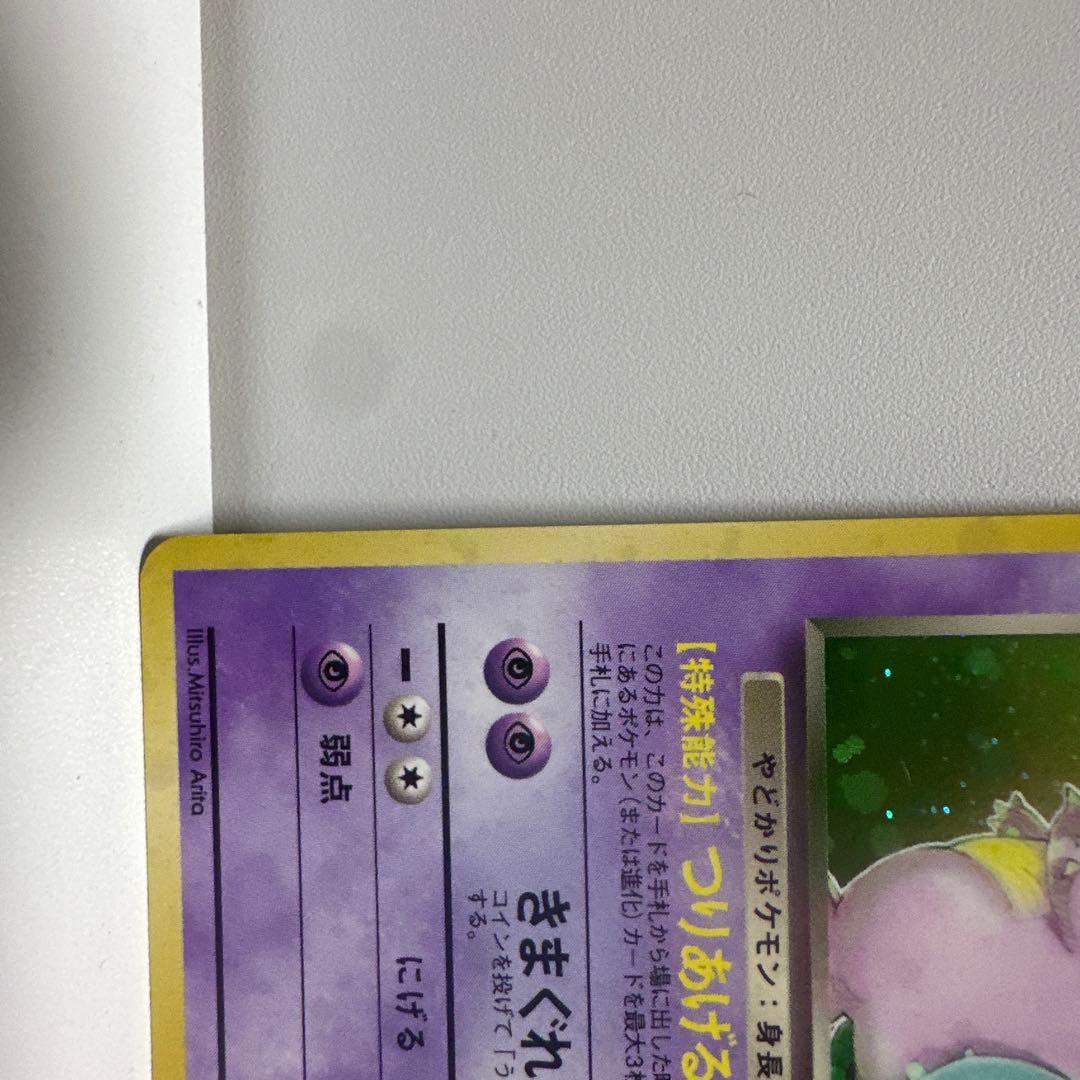 やどかりポケモン：身長
【特殊能力】つりあげる
この力は、このカードを手札から場に出した
にあるポケモン（または進化）カードを最大3
手札に加える。
きまぐれ
コインを投げて「う
する。
にげる
弱点
Illus.Mitsuhiro Arita